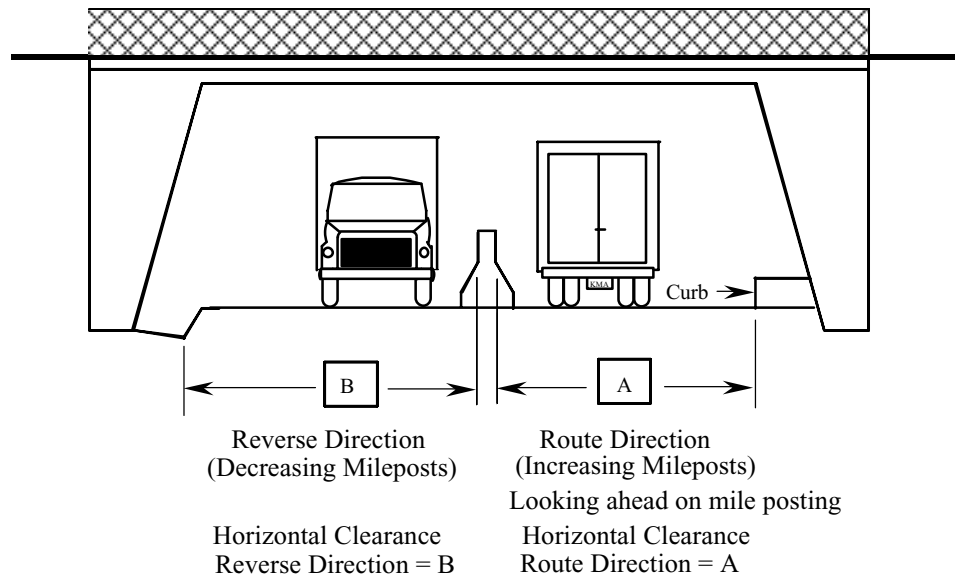 KMA
Curb
B
A
Reverse Direction
(Decreasing Mileposts)
Route Direction
(Increasing Mileposts)
Looking ahead on mile posting
Horizontal Clearance
Reverse Direction = B
Horizontal Clearance
Route Direction = A